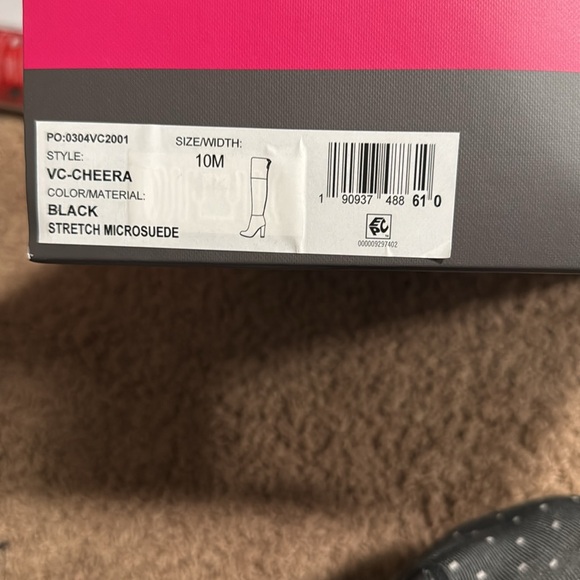 PO:0304VC2001
SIZE/WIDTH:
10M
STYLE:
VC-CHEERA
COLOR/MATERIAL:
BLACK
STRETCH MICROSUEDE
1 90937 488 61 0
000009297402